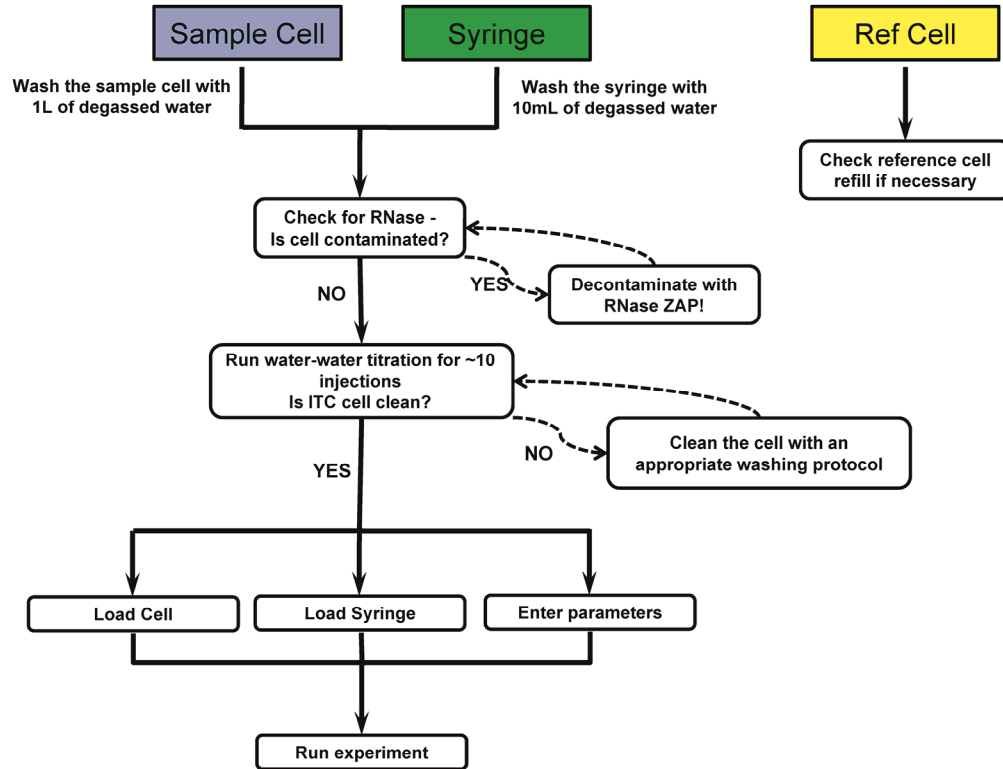 Sample Cell
Syringe
Ref Cell
Wash the sample cell with
1L of degassed water
Wash the syringe with
10mL of degassed water
Check reference cell
refill if necessary
Check for RNase -
Is cell contaminated?
YES
NO
Decontaminate with
RNase ZAP!
Run water-water titration for ~10
injections
Is ITC cell clean?
NO
YES
Clean the cell with an
appropriate washing protocol
Load Cell
Load Syringe
Enter parameters
Run experiment